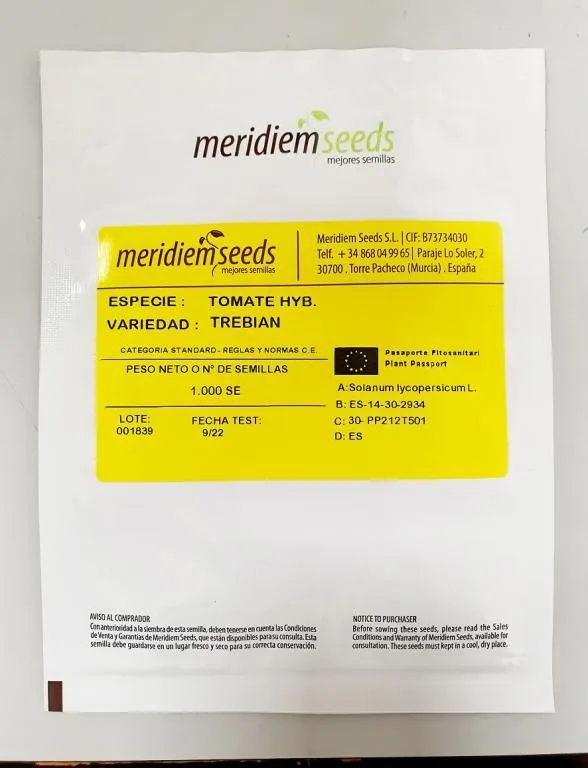 meridiem seeds
mejores semillas
meridiem seeds
mejores semillas
Meridiem Seeds S.L. | CIF: B73734030
Telf. + 34 868 04 99 65 | Paraje Lo Soler, 2
30700 . Torre Pacheco (Murcia) . España
ESPECIE : TOMATE HYB.
VARIEDAD : TREBIAN
CATEGORIA STANDARD- REGLAS Y NORMAS C.E.
PESO NETO O Nº DE SEMILLAS
1.000 SE
LOTE: FECHA TEST:
001839 9/22
Pasaporte Fitosanitari
Plant Passport
A:Solanum lycopersicum L.
B: ES-14-30-2934
C: 30- PP212T501
D: ES
AVISO AL COMPRADOR
Con anterioridad a la siembra de esta semilla, deben tenerse en cuenta las Condiciones
de Venta y Garantías de Meridiem Seeds, que están disponibles para su consulta. Esta
semilla debe guardarse en un lugar fresco y seco para su correcta conservación.
NOTICE TO PURCHASER
Before sowing these seeds, please read the Sales
Conditions and Warranty of Meridiem Seeds, available for
consultation. These seeds must kept in a cool, dry place.